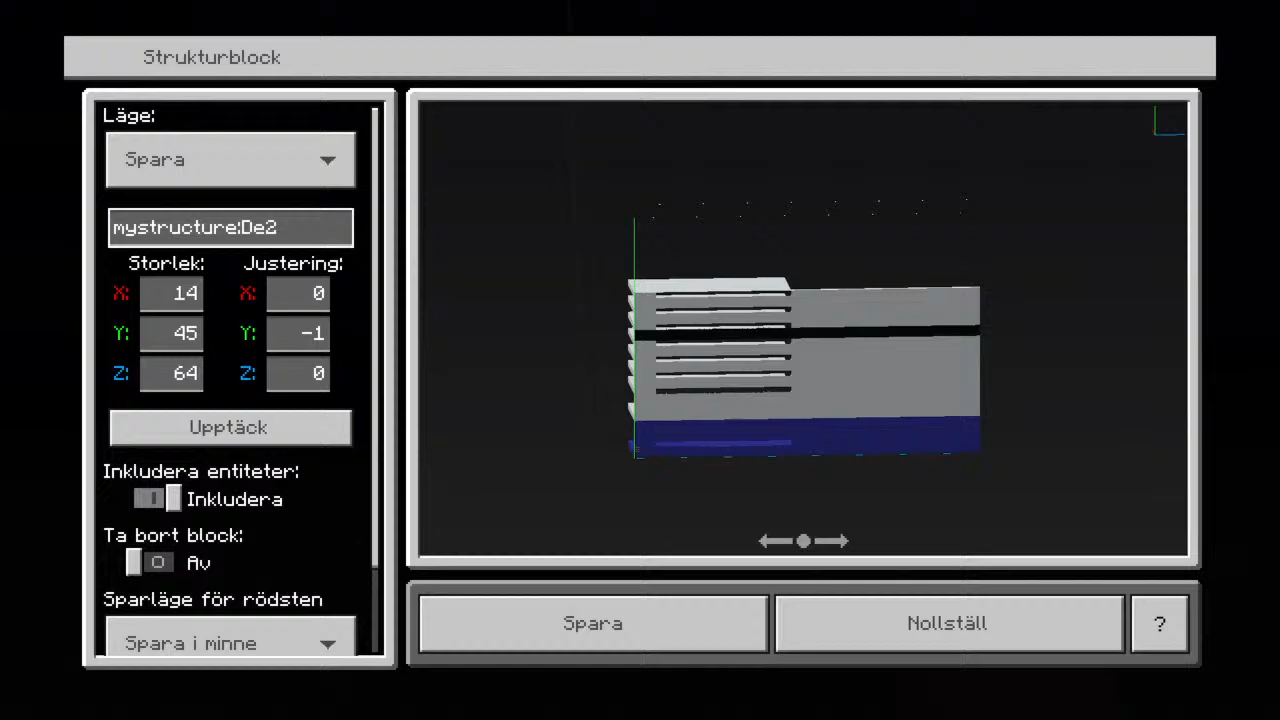 Strukturblock
Läge:
Spara
mystructure:De2
Storlek: Justering:
X: 14 X: 0
Y: 45 Y: -1
Z: 64 Z: 0
Upptäck
Inkludera entiteter:
Inkludera
Ta bort block:
Av
Sparläge för rödsten
Spara i minne
Spara Nollställ ?